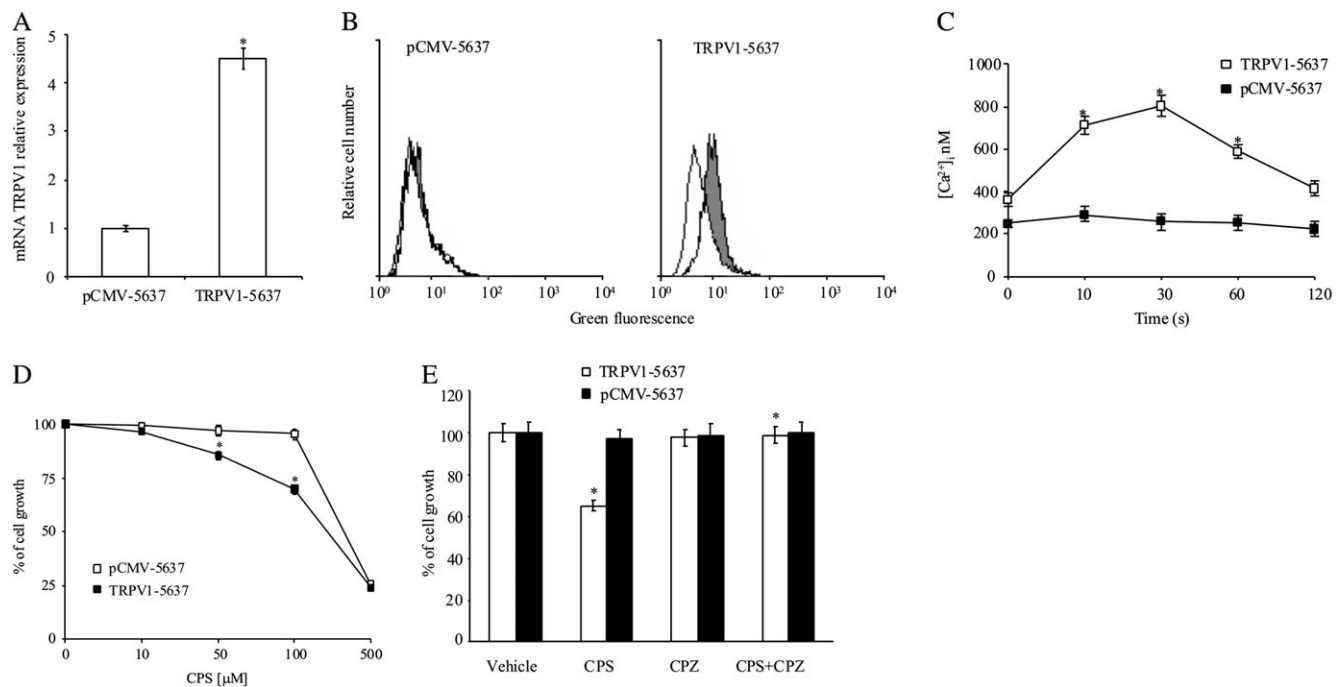 A
mRNA TRPV1 relative expression
5
4
3
2
1
0
*
pCMV-5637 TRPV1-5637
B
Relative cell number
pCMV-5637
TRPV1-5637
10⁰ 10¹ 10² 10³ 10⁴
10⁰ 10¹ 10² 10³ 10⁴
Green fluorescence
C
TRPV1-5637
pCMV-5637
[Ca²⁺]ᵢ nM
1000
800
600
400
200
0
* * *
0 10 30 60 120
Time (s)
D
% of cell growth
100
75
50
25
0
* *
pCMV-5637
TRPV1-5637
0 10 50 100 500
CPS [µM]
E
TRPV1-5637
pCMV-5637
% of cell growth
120
100
80
60
40
20
0
* *
Vehicle CPS CPZ CPS+CPZ